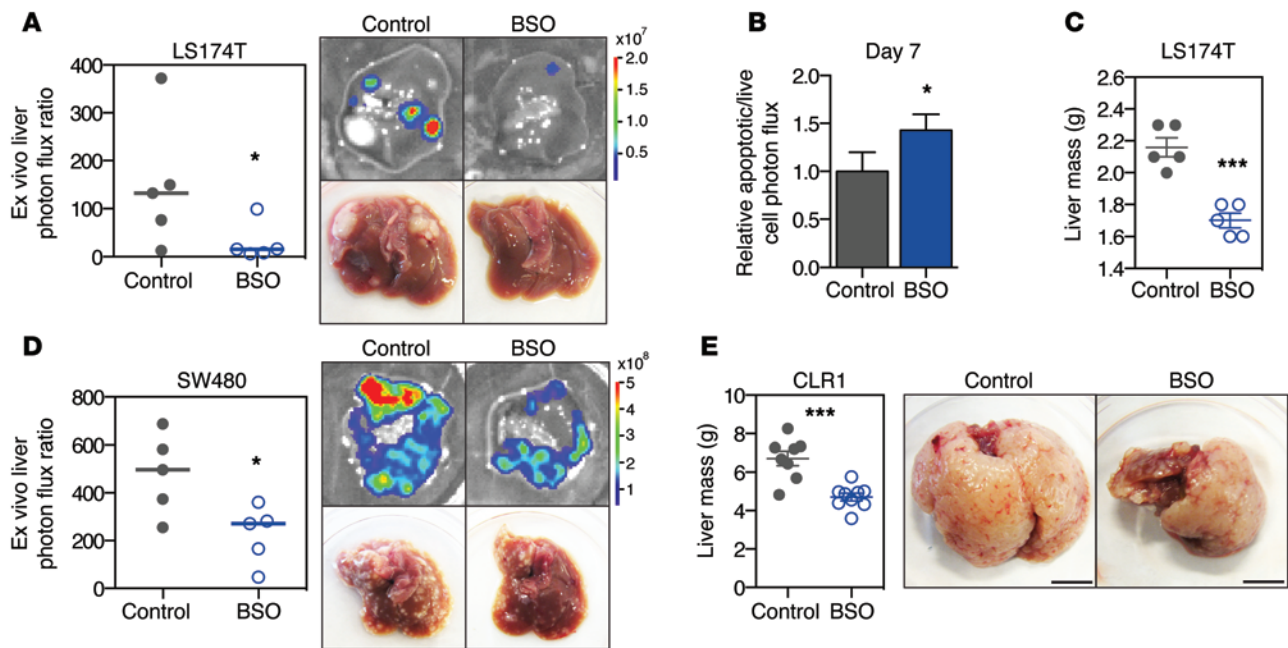 A
LS174T
Ex vivo liver
photon flux ratio
400
300
200
100
0
*
Control
BSO
Control
BSO
x10⁷
2.0
1.5
1.0
0.5
B
Day 7
Relative apoptotic/live
cell photon flux
2.0
1.5
1.0
0.5
0.0
*
Control
BSO
C
LS174T
Liver mass (g)
2.6
2.4
2.2
2.0
1.8
1.6
1.4
***
Control
BSO
D
SW480
Ex vivo liver
photon flux ratio
800
600
400
200
0
*
Control
BSO
Control
BSO
x10⁸
5
4
3
2
1
E
CLR1
Liver mass (g)
10
8
6
4
2
0
***
Control
BSO
Control
BSO